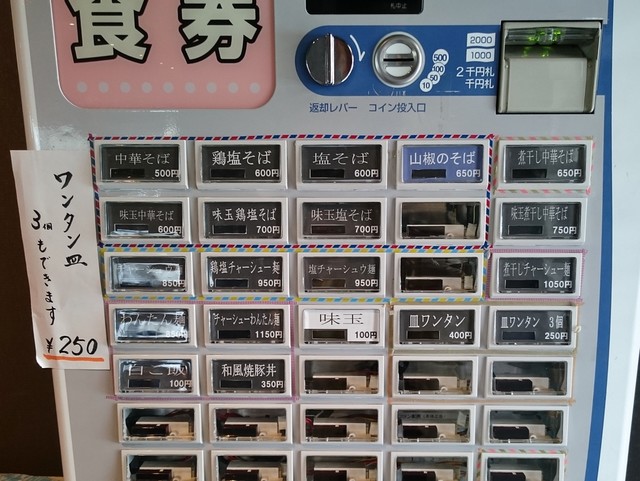 食券
札中止
2000
1000
500
100
50
10
2千円札
千円札
返却レバー
コイン投入口
中華そば
500円
鶏塩そば
600円
塩そば
600円
山椒のそば
650円
煮干し中華そば
650円
味玉中華そば
600円
味玉鶏塩そば
700円
味玉塩そば
700円
味玉煮干し中華そば
750円
850円
鶏塩チャーシュー麺
950円
塩チャーシュウ麺
950円
煮干しチャーシュー麺
1050円
わんたん麺
チャーシューわんたん麺
1150円
味玉
100円
皿ワンタン
400円
皿ワンタン 3個
250円
白ご飯
100円
和風焼豚丼
350円
ワンタン皿
3個もできます
¥250